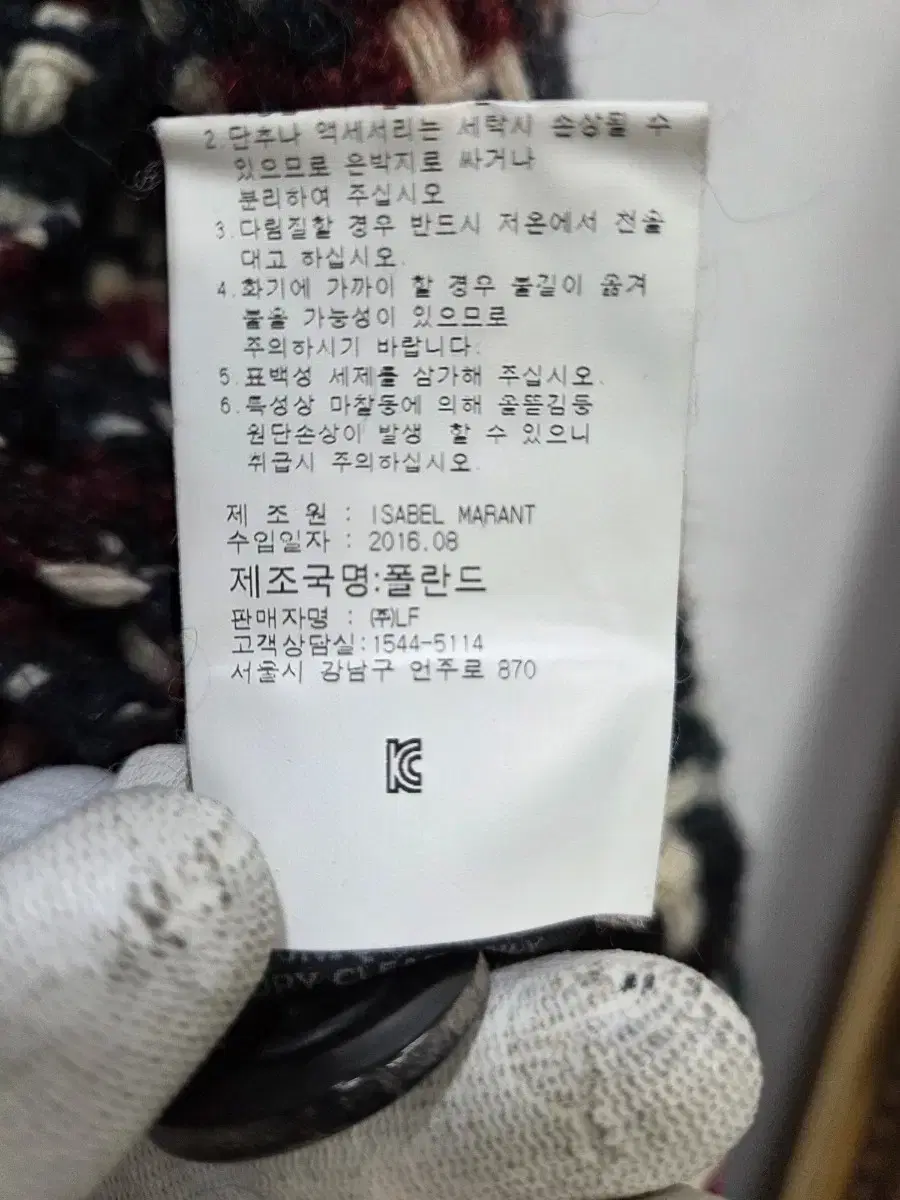 2.단추나 액세서리는 세탁시 손상될 수
있으므로 은박지로 싸거나
분리하여 주십시오
3.다림질할 경우 반드시 저온에서 천을
대고 하십시오.
4.화기에 가까이 할 경우 불길이 옮겨
붙을 가능성이 있으므로
주의하시기 바랍니다.
5.표백성 세제를 삼가해 주십시오.
6.특성상 마찰등에 의해 올뜯김등
원단손상이 발생 할 수 있으니
취급시 주의하십시오.
제 조 원 : ISABEL MARANT
수입일자 : 2016.08
제조국명:폴란드
판매자명 : ㈜LF
고객상담실:1544-5114
서울시 강남구 언주로 870
KC
DRY CLEAN